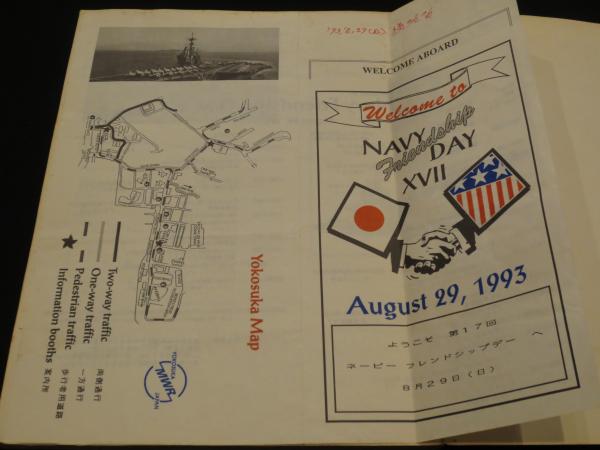 WELCOME ABOARD
Welcome to
NAVY
Friendship
DAY
XVII
August 29, 1993
ようこそ 第17回
ネービー フレンドシップデー へ
8月29日(日)
Yokosuka Map
Two-way traffic 両側通行
One-way traffic 一方通行
Pedestrian traffic 歩行者用道路
Information booths 案内所
YOKOSUKA
MWR
JAPAN